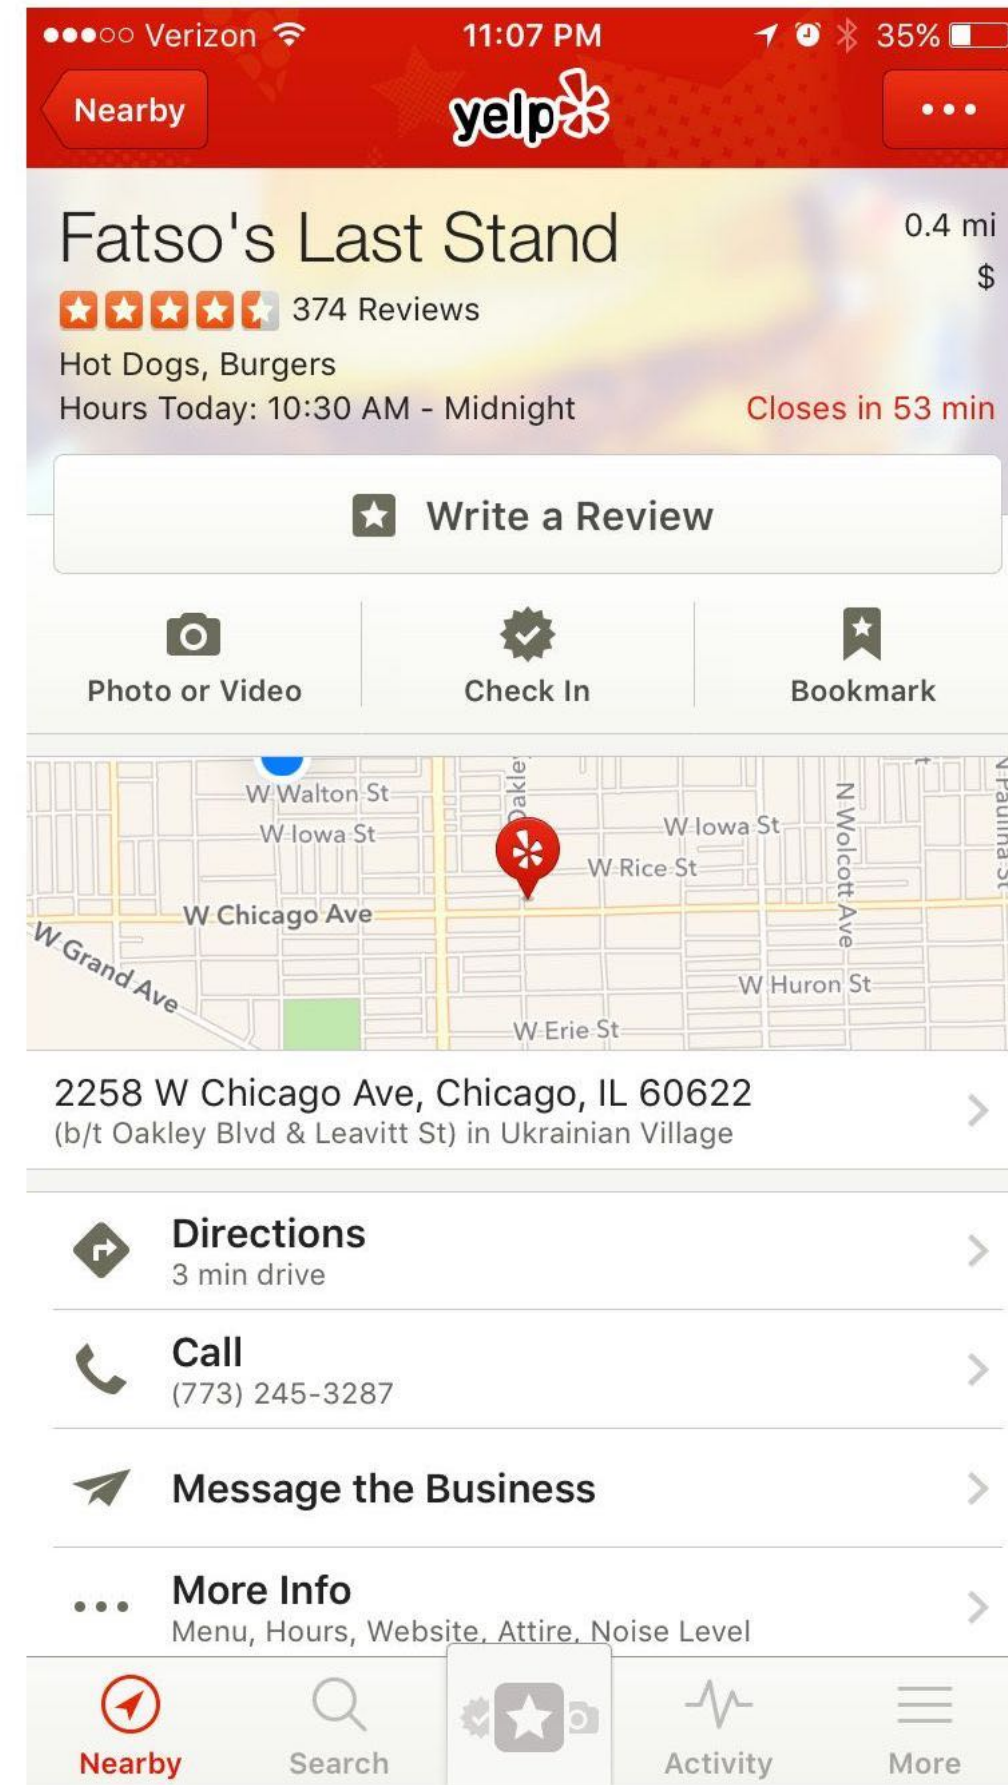 Verizon 11:07 PM 35%
Nearby yelp
Fatso's Last Stand 0.4 mi
$
374 Reviews
Hot Dogs, Burgers
Hours Today: 10:30 AM - Midnight Closes in 53 min
Write a Review
Photo or Video Check In Bookmark
Oakley
W Walton St
W Iowa St
W Iowa St
W Rice St
N Wolcott Ave
N Paulina St
W Chicago Ave
W Grand Ave
W Huron St
W Erie St
2258 W Chicago Ave, Chicago, IL 60622
(b/t Oakley Blvd & Leavitt St) in Ukrainian Village
Directions
3 min drive
Call
(773) 245-3287
Message the Business
More Info
Menu, Hours, Website, Attire, Noise Level
Nearby Search Activity More